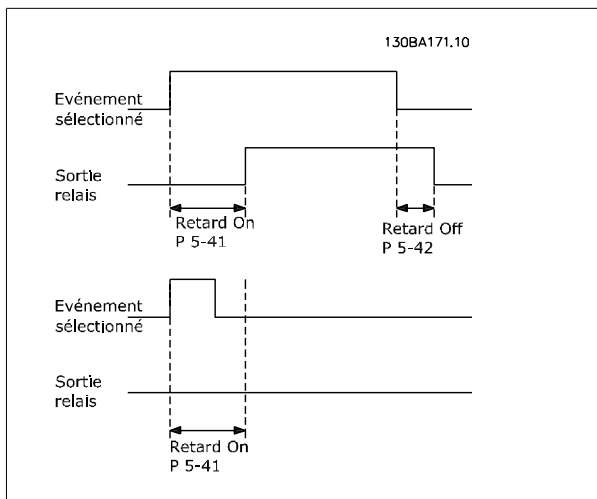 130BA171.10
Evénement
sélectionné
Sortie
relais
Retard On
P 5-41
Retard Off
P 5-42
Evénement
sélectionné
Sortie
relais
Retard On
P 5-41